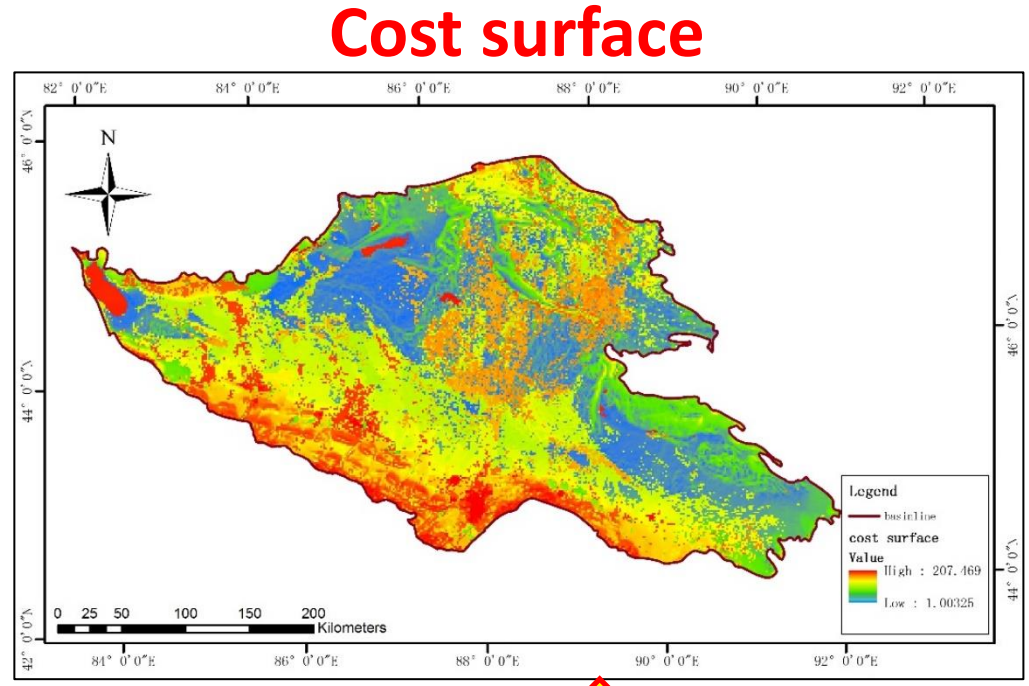 Cost surface
82° 0'0"E 84° 0'0"E 86° 0'0"E 88° 0'0"E 90° 0'0"E 92° 0'0"E
46° 0'0"N
N
46° 0'0"N
44° 0'0"N
Legend
basinline
cost surface
Value
High : 207.469
Low : 1.00325
44° 0'0"N
0 25 50 100 150 200
Kilometers
42° 0'0"N
84° 0'0"E 86° 0'0"E 88° 0'0"E 90° 0'0"E 92° 0'0"E